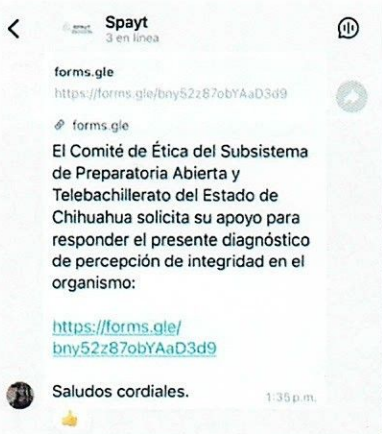 Spayt
3 en línea
forms.gle
https://forms.gle/bny52z87obYAaD3d9
forms.gle
El Comité de Ética del Subsistema
de Preparatoria Abierta y
Telebachillerato del Estado de
Chihuahua solicita su apoyo para
responder el presente diagnóstico
de percepción de integridad en el
organismo:
https://forms.gle/
bny52z87obYAaD3d9
Saludos cordiales.
1:35 p.m.